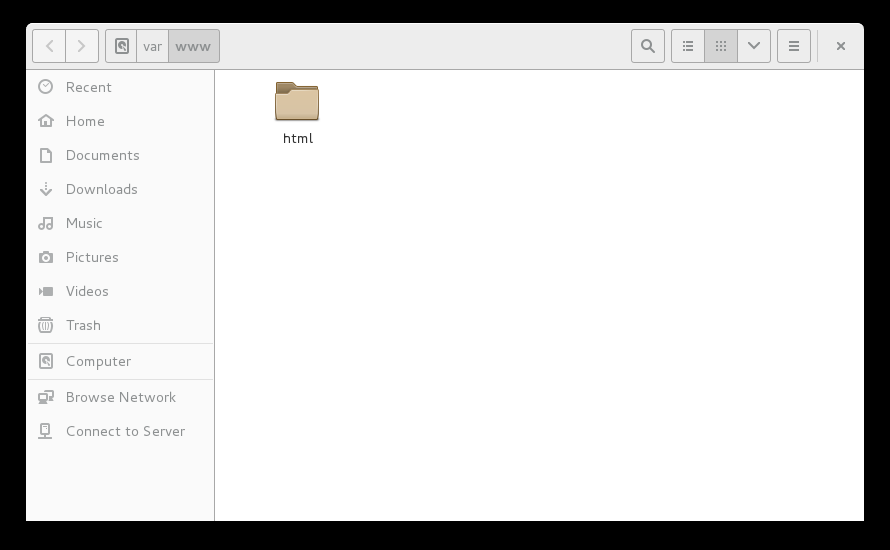 var www
Recent
Home
Documents
Downloads
Music
Pictures
Videos
Trash
Computer
Browse Network
Connect to Server
html